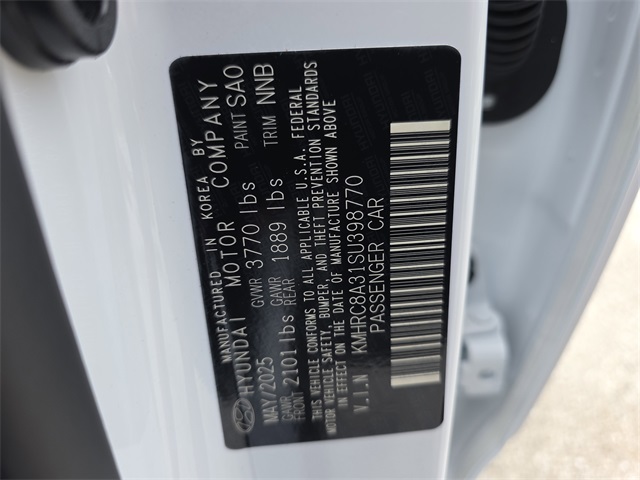 MANUFACTURED IN KOREA BY
HYUNDAI MOTOR COMPANY
MAY/2025 GVWR 3770 lbs PAINT SAO
GAWR FRONT 2101lbs GAWR REAR 1889 lbs TRIM NNB
THIS VEHICLE CONFORMS TO ALL APPLICABLE U.S.A. FEDERAL
MOTOR VEHICLE SAFETY, BUMPER, AND THEFT PREVENTION STANDARDS
IN EFFECT ON THE DATE OF MANUFACTURE SHOWN ABOVE
V.I.N KMHRC8A31SU398770
PASSENGER CAR